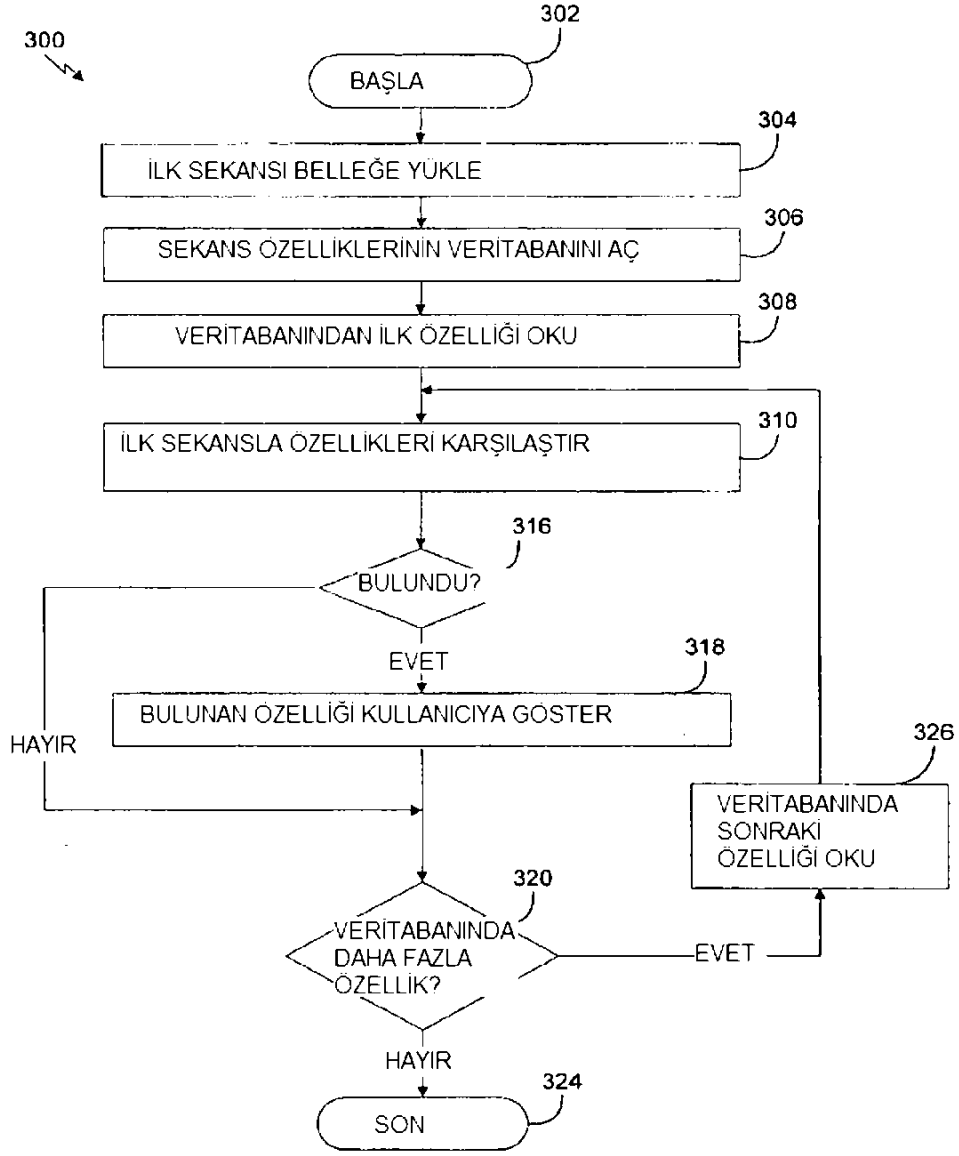 302
300
BAŞLA
304
İLK SEKANSI BELLEĞE YÜKLE
306
SEKANS ÖZELLİKLERİNİN VERİTABANINI AÇ
308
VERİTABANINDAN İLK ÖZELLİĞİ OKU
310
İLK SEKANSLA ÖZELLİKLERİ KARŞILAŞTIR
316
BULUNDU?
EVET
318
BULUNAN ÖZELLİĞİ KULLANICIYA GÖSTER
HAYIR
326
VERİTABANINDA
SONRAKİ
ÖZELLİĞİ OKU
320
VERİTABANINDA
DAHA FAZLA
ÖZELLİK?
EVET
HAYIR
324
SON